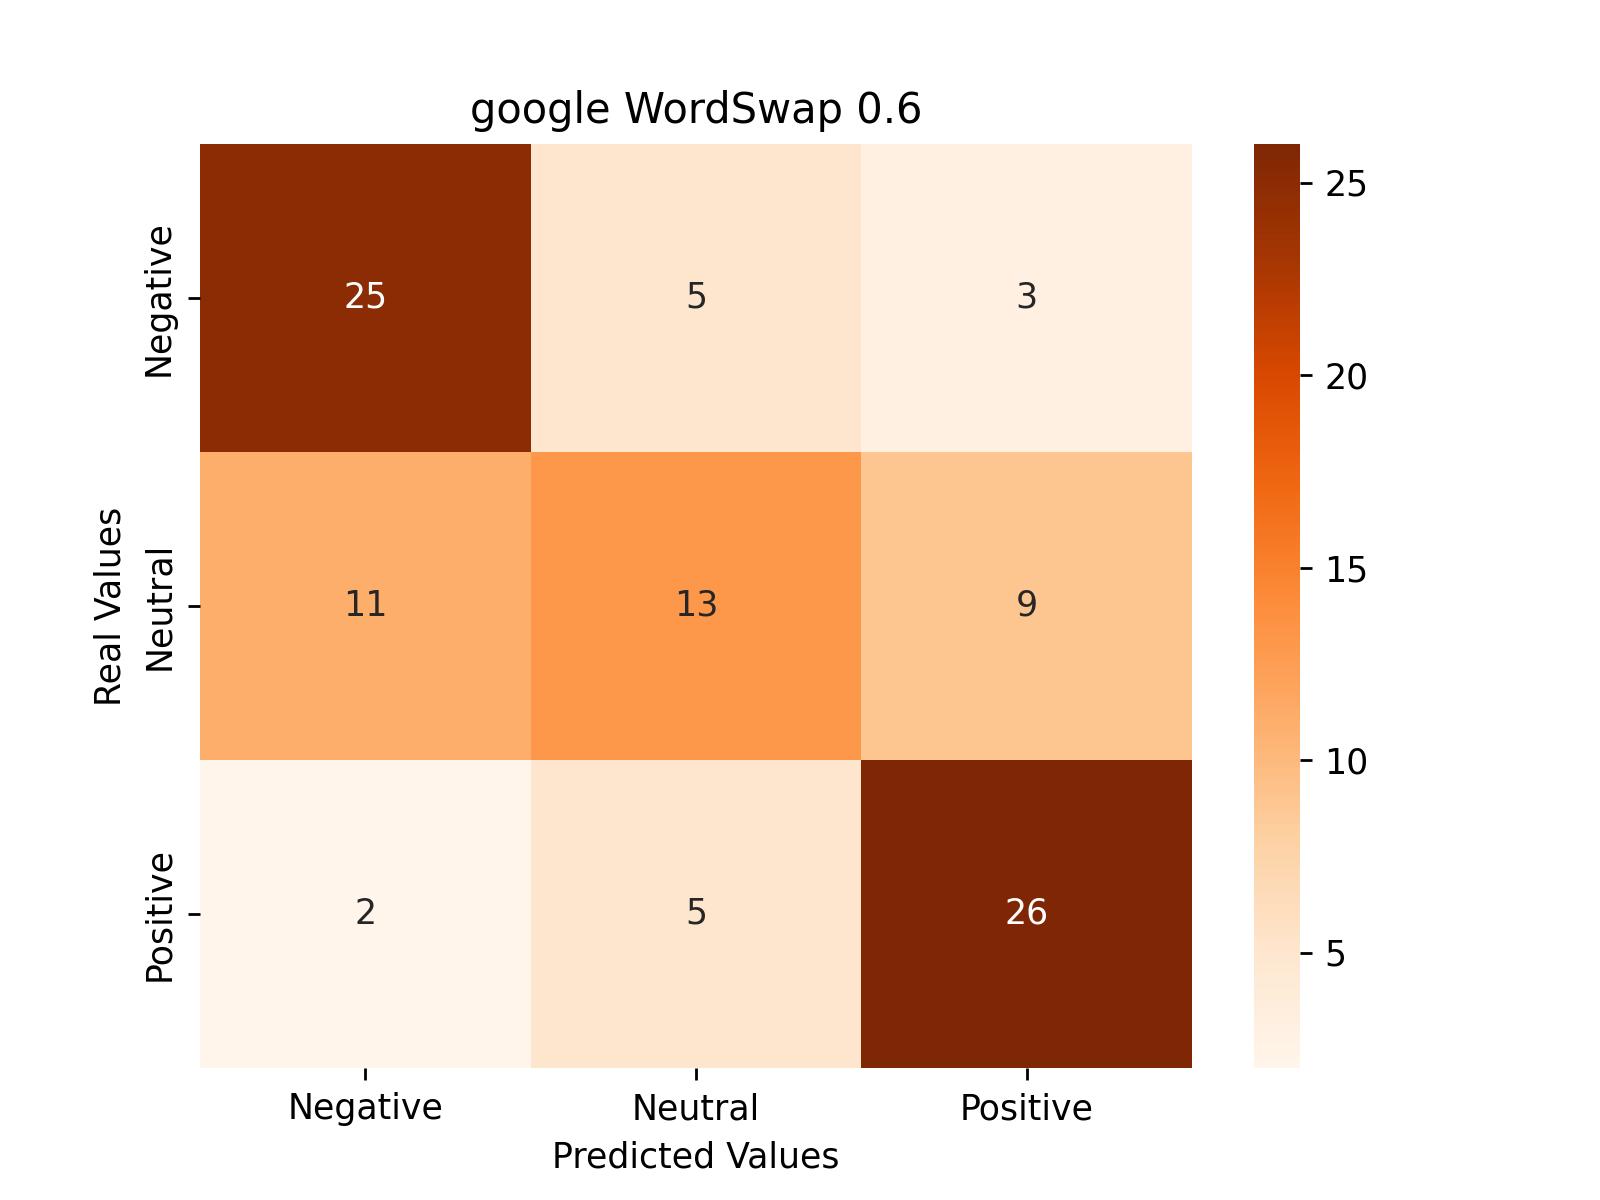 google WordSwap 0.6
Real Values
Negative
25 5 3
Neutral
11 13 9
Positive
2 5 26
Negative Neutral Positive
Predicted Values
25
20
15
10
5